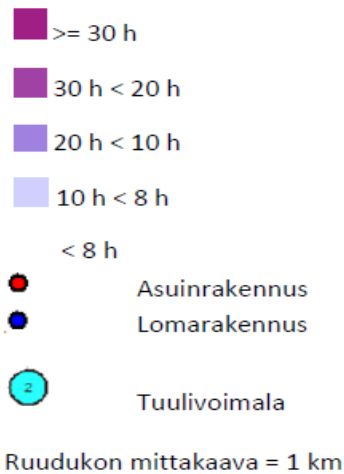 >= 30 h
30 h < 20 h
20 h < 10 h
10 h < 8 h
< 8 h
Asuinrakennus
Lomarakennus
2
Tuulivoimala
Ruudukon mittakaava = 1 km